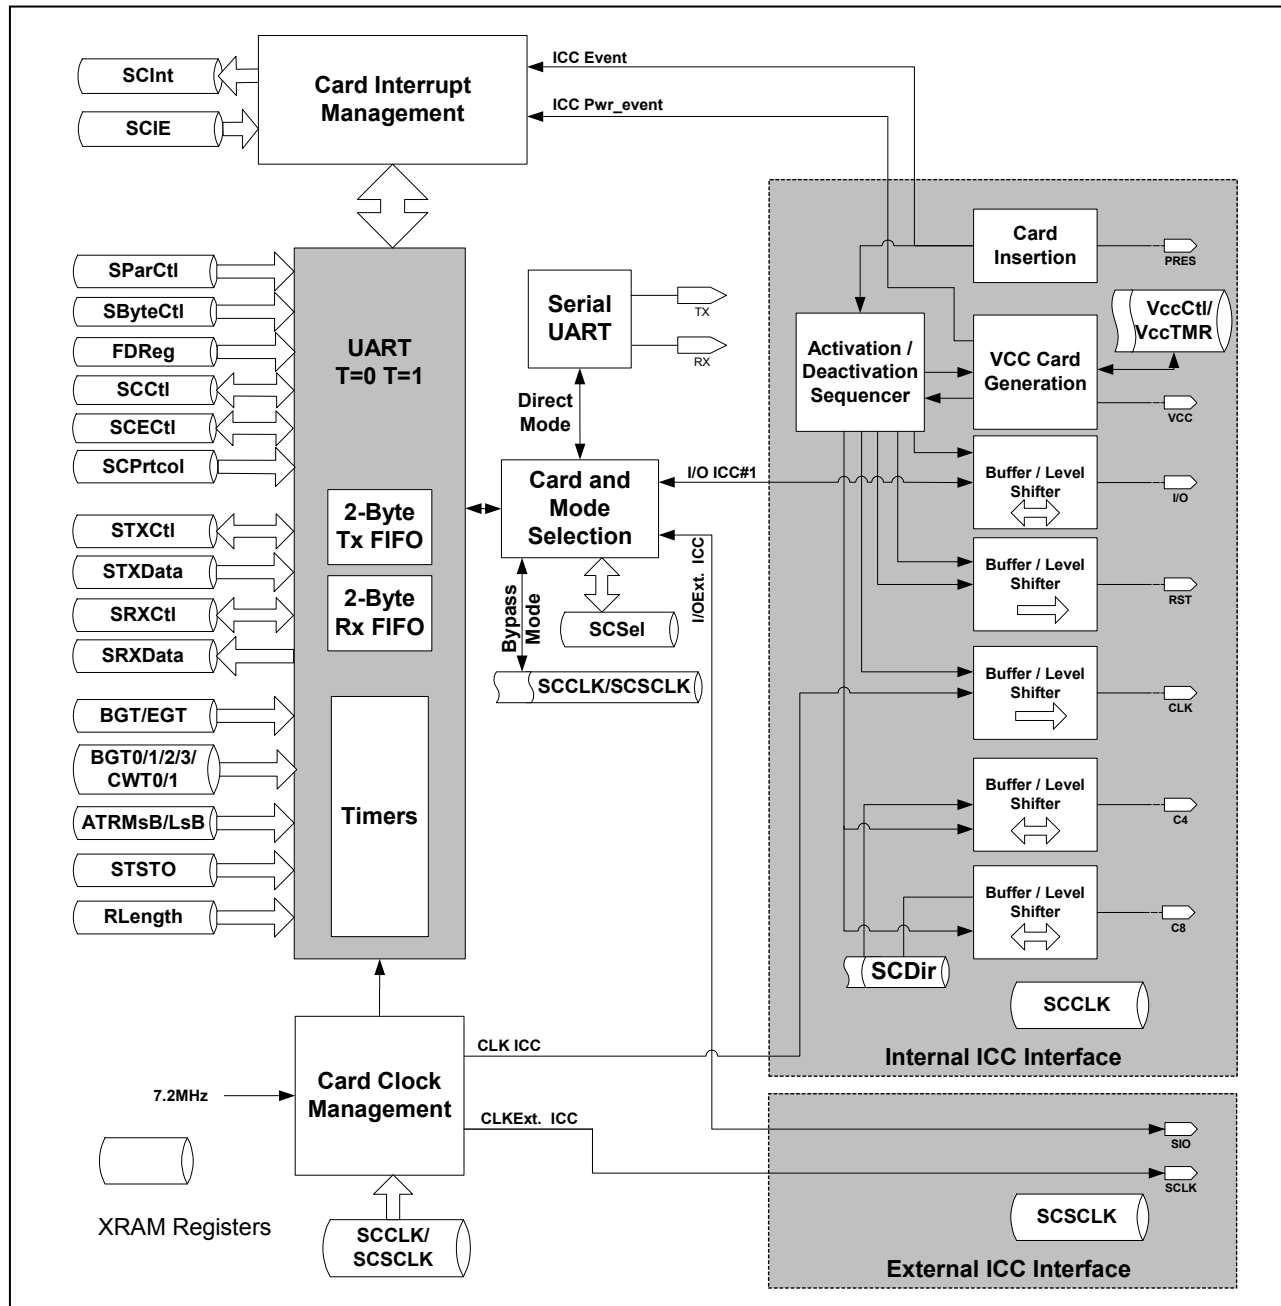 SCInt
SCIE
Card Interrupt
Management
ICC Event
ICC Pwr_event
SParCtl
SByteCtl
FDReg
SCCtl
SCECtl
SCPrtcol
STXCtl
STXData
SRXCtl
SRXData
BGT/EGT
BGT0/1/2/3/
CWT0/1
ATRMsB/LsB
STSTO
RLength
UART
T=0 T=1
2-Byte
Tx FIFO
2-Byte
Rx FIFO
Timers
Serial
UART
TX
RX
Direct
Mode
Card and
Mode
Selection
I/O ICC#1
I/OExt. ICC
Bypass
Mode
SCSel
SCCLK/SCSCLK
Card
Insertion
PRES
VccCtl/
VccTMR
Activation /
Deactivation
Sequencer
VCC Card
Generation
VCC
Buffer / Level
Shifter
I/O
Buffer / Level
Shifter
RST
Buffer / Level
Shifter
CLK
Buffer / Level
Shifter
C4
Buffer / Level
Shifter
C8
SCDir
SCCLK
Internal ICC Interface
7.2MHz
Card Clock
Management
CLK ICC
CLKExt. ICC
SCCLK/
SCSCLK
XRAM Registers
SIO
SCLK
SCSCLK
External ICC Interface